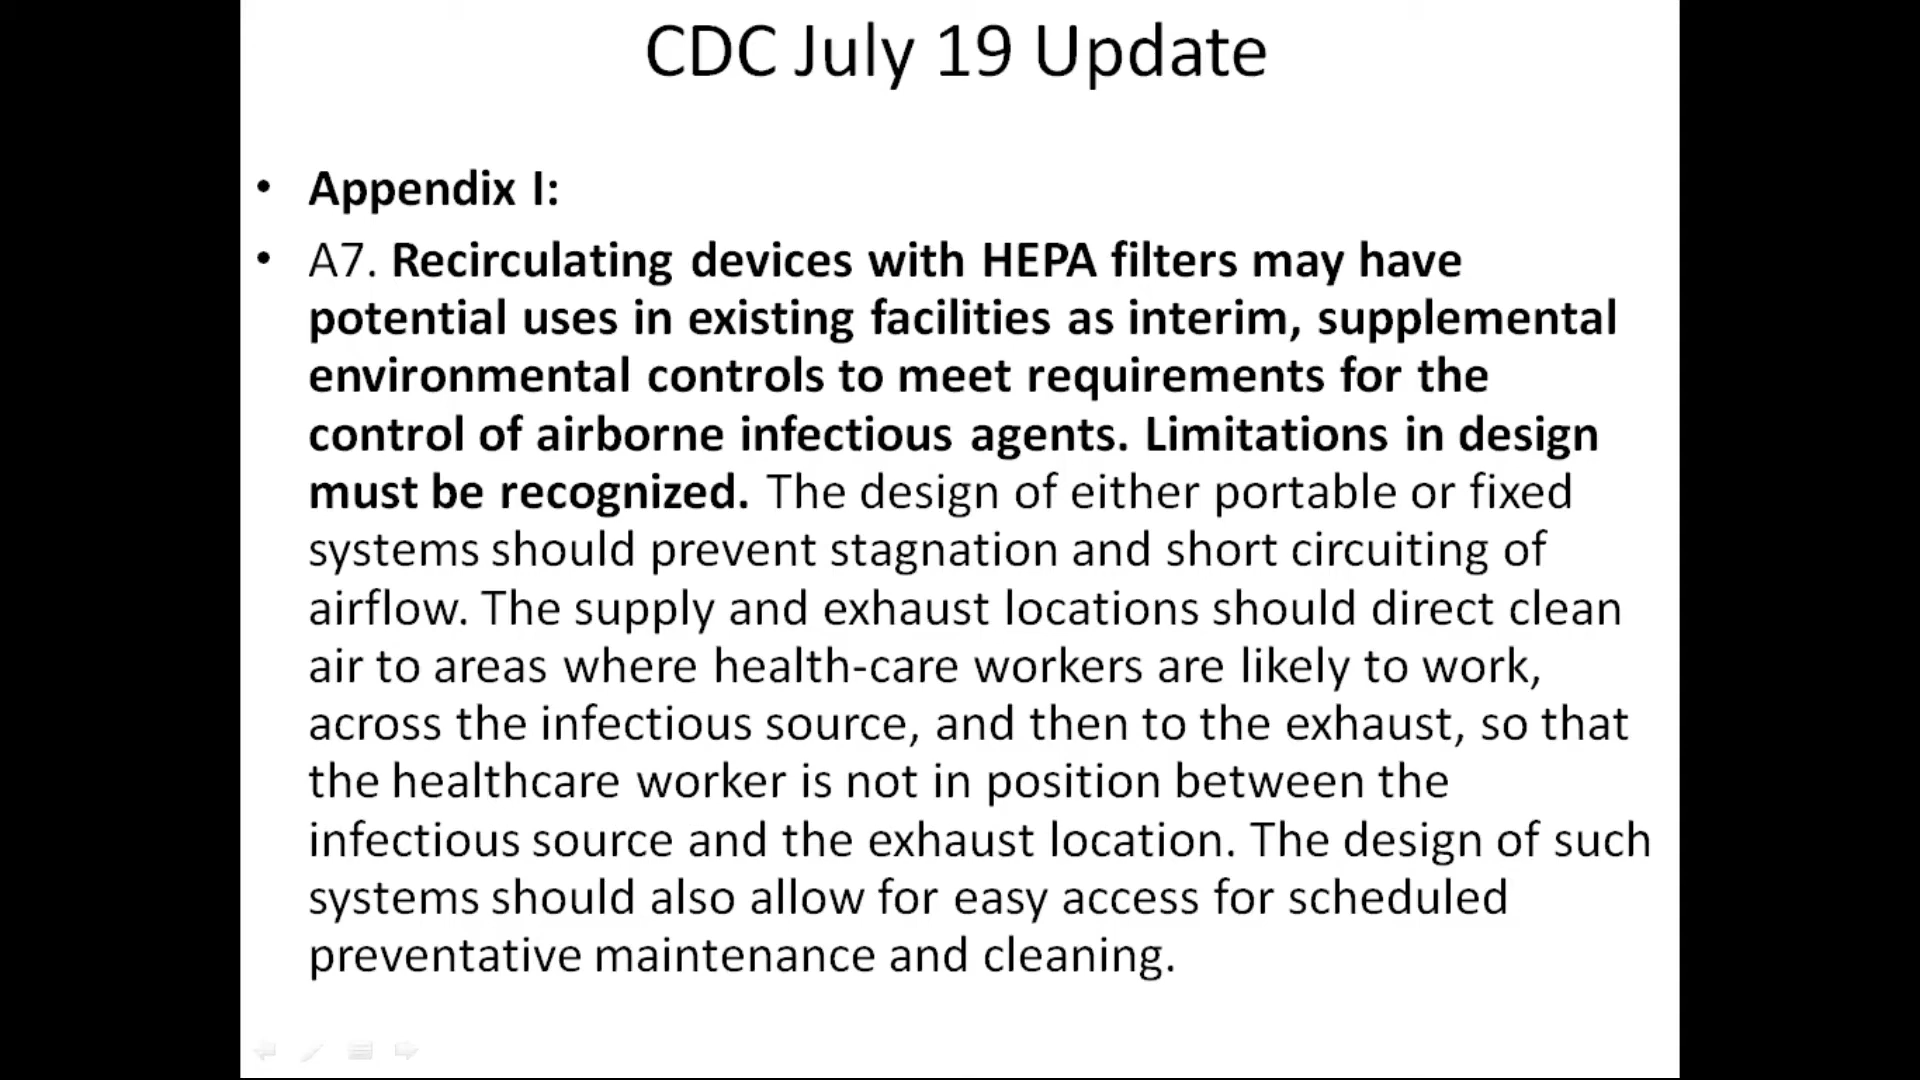 CDC July 19 Update
• Appendix I:
• A7. Recirculating devices with HEPA filters may have
potential uses in existing facilities as interim, supplemental
environmental controls to meet requirements for the
control of airborne infectious agents. Limitations in design
must be recognized. The design of either portable or fixed
systems should prevent stagnation and short circuiting of
airflow. The supply and exhaust locations should direct clean
air to areas where health-care workers are likely to work,
across the infectious source, and then to the exhaust, so that
the healthcare worker is not in position between the
infectious source and the exhaust location. The design of such
systems should also allow for easy access for scheduled
preventative maintenance and cleaning.